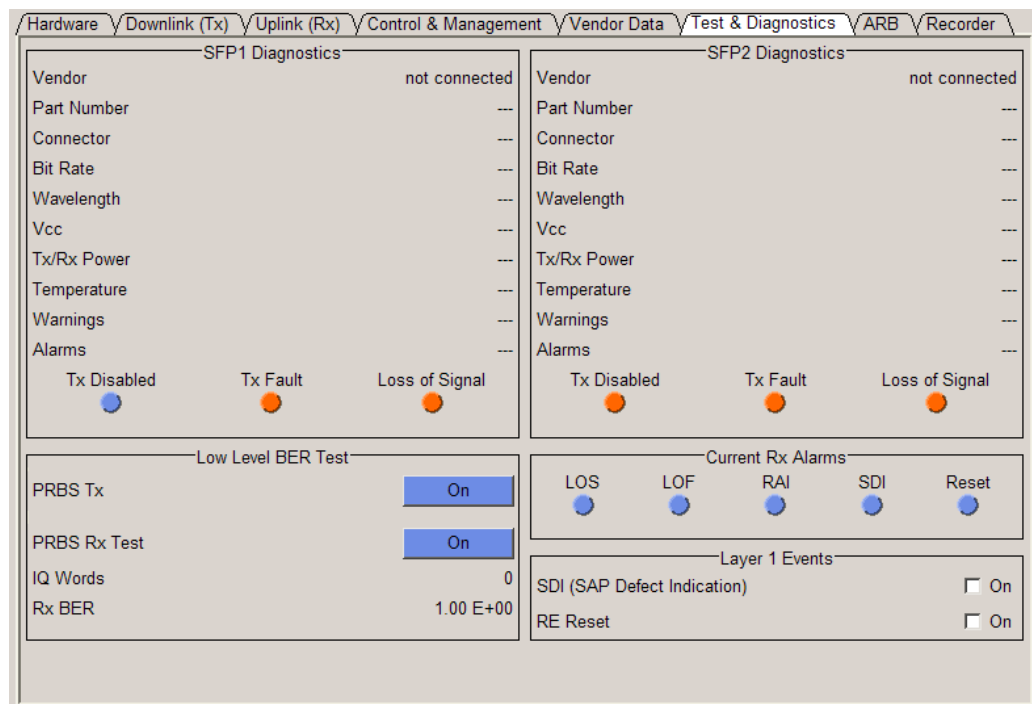 Hardware Downlink (Tx) Uplink (Rx) Control & Management Vendor Data Test & Diagnostics ARB Recorder
SFP1 Diagnostics
Vendor not connected
Part Number ---
Connector ---
Bit Rate ---
Wavelength ---
Vcc ---
Tx/Rx Power ---
Temperature ---
Warnings ---
Alarms ---
Tx Disabled Tx Fault Loss of Signal
SFP2 Diagnostics
Vendor not connected
Part Number ---
Connector ---
Bit Rate ---
Wavelength ---
Vcc ---
Tx/Rx Power ---
Temperature ---
Warnings ---
Alarms ---
Tx Disabled Tx Fault Loss of Signal
Low Level BER Test
PRBS Tx On
PRBS Rx Test On
IQ Words 0
Rx BER 1.00 E+00
Current Rx Alarms
LOS LOF RAI SDI Reset
Layer 1 Events
SDI (SAP Defect Indication) On
RE Reset On